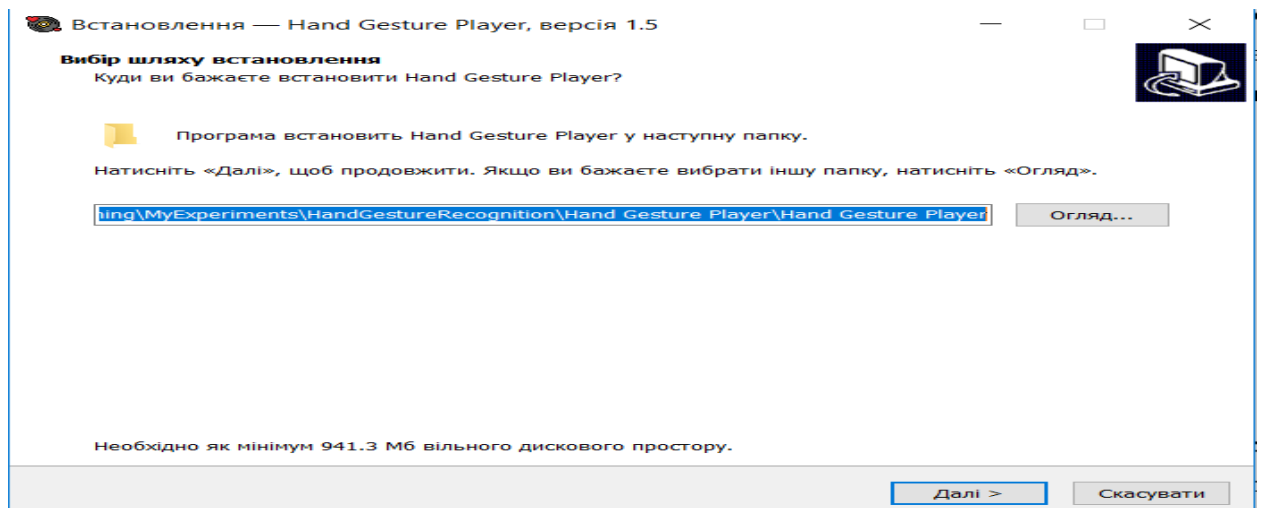 Встановлення — Hand Gesture Player, версія 1.5
Вибір шляху встановлення
Куди ви бажаєте встановити Hand Gesture Player?
Програма встановить Hand Gesture Player у наступну папку.
Натисніть «Далі», щоб продовжити. Якщо ви бажаєте вибрати іншу папку, натисніть «Огляд».
ning\MyExperiments\HandGestureRecognition\Hand Gesture Player\Hand Gesture Player
Огляд...
Необхідно як мінімум 941.3 Мб вільного дискового простору.
Далі >
Скасувати